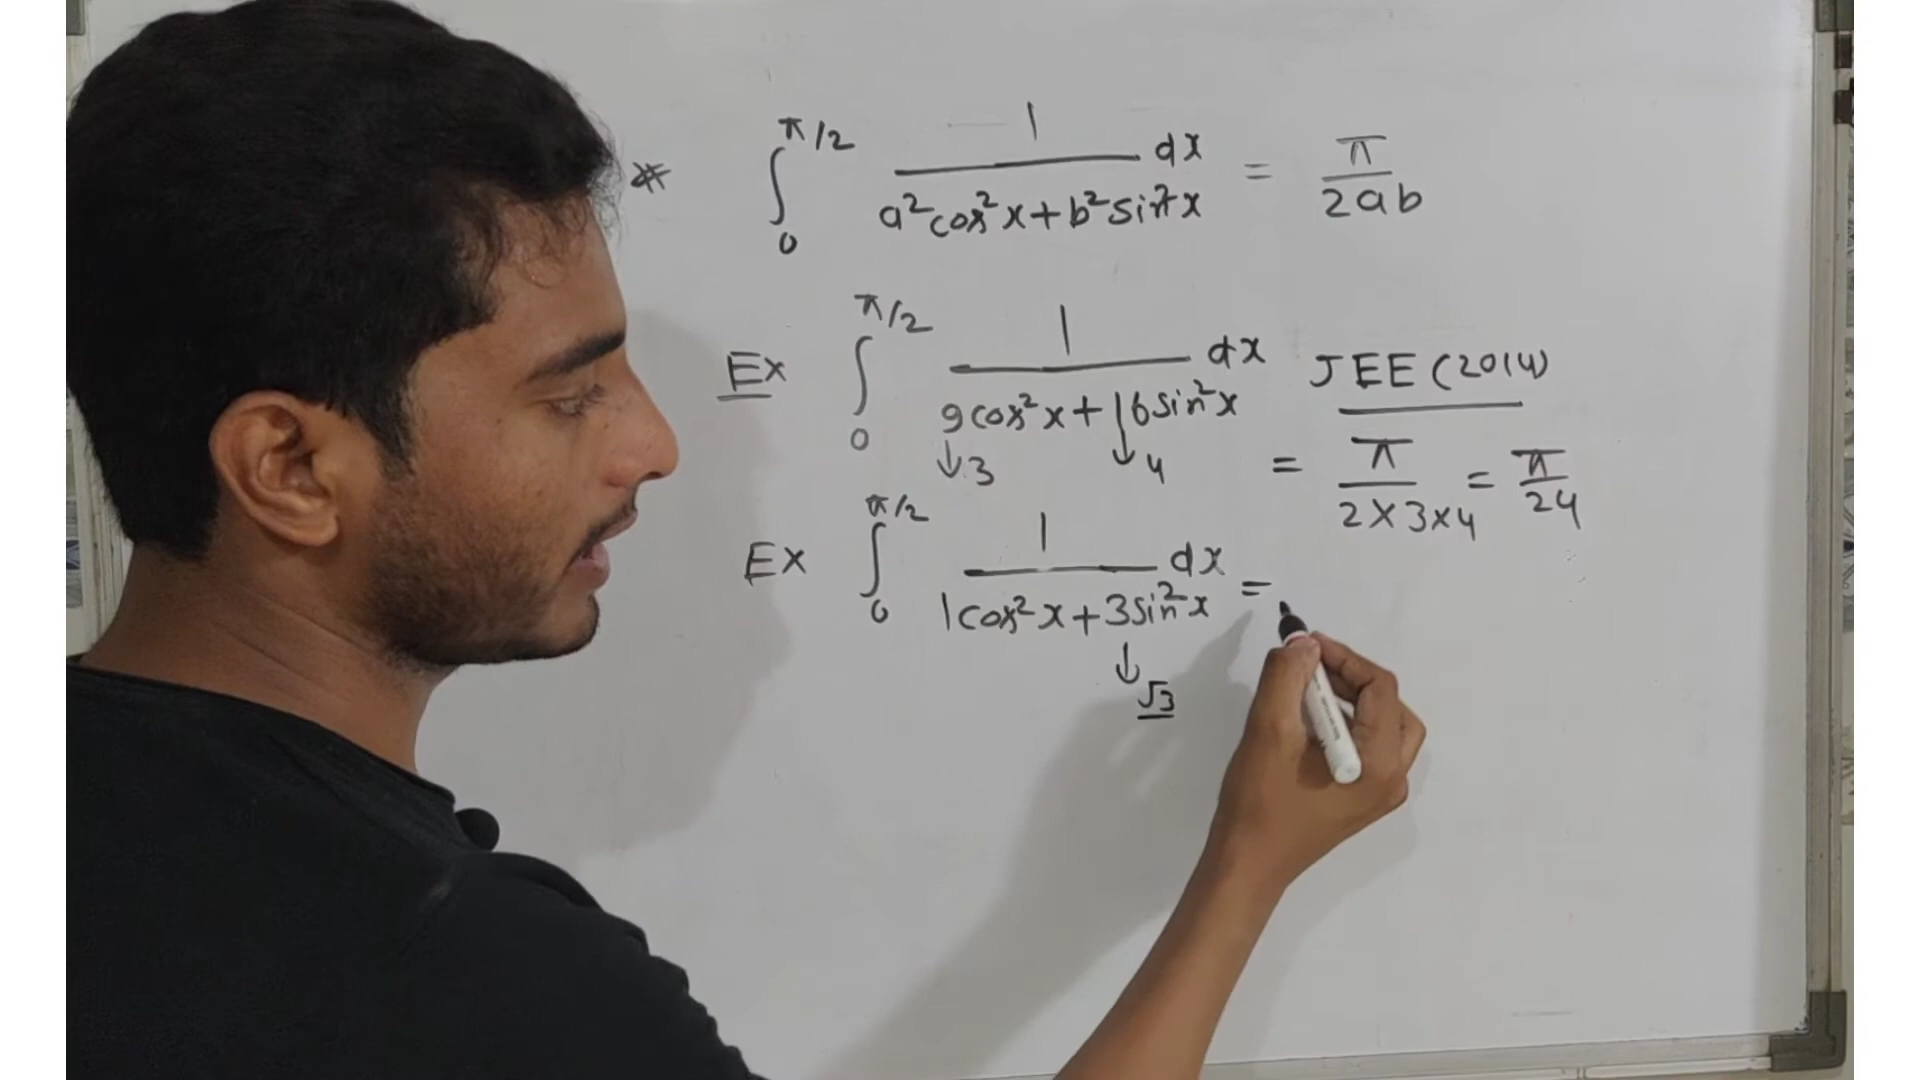 * ∫₀^π/2 1/(a²cos²x+b²sin²x) dx = π/2ab
Ex ∫₀^π/2 1/(9cos²x+16sin²x) dx JEE (2014)
↓3 ↓4 = π/(2×3×4) = π/24
Ex ∫₀^π/2 1/(1cos²x+3sin²x) dx =
↓√3